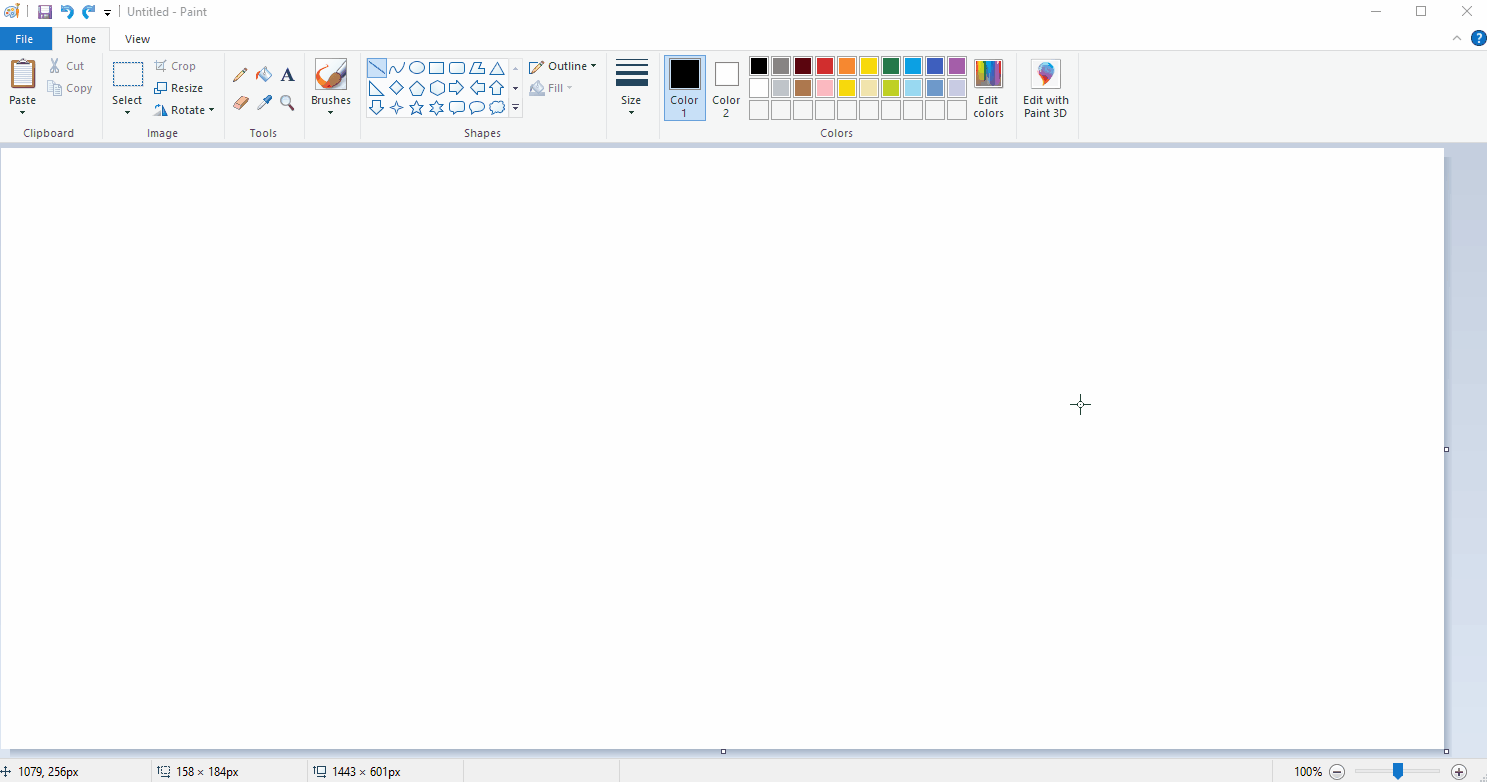 Untitled - Paint
File Home View
Paste
Cut
Copy
Clipboard
Select
Crop
Resize
Rotate
Image
A
Tools
Brushes
Shapes
Outline
Fill
Size
Color 1
Color 2
Colors
Edit colors
Edit with Paint 3D
?
1079, 256px
158 × 184px
1443 × 601px
100%